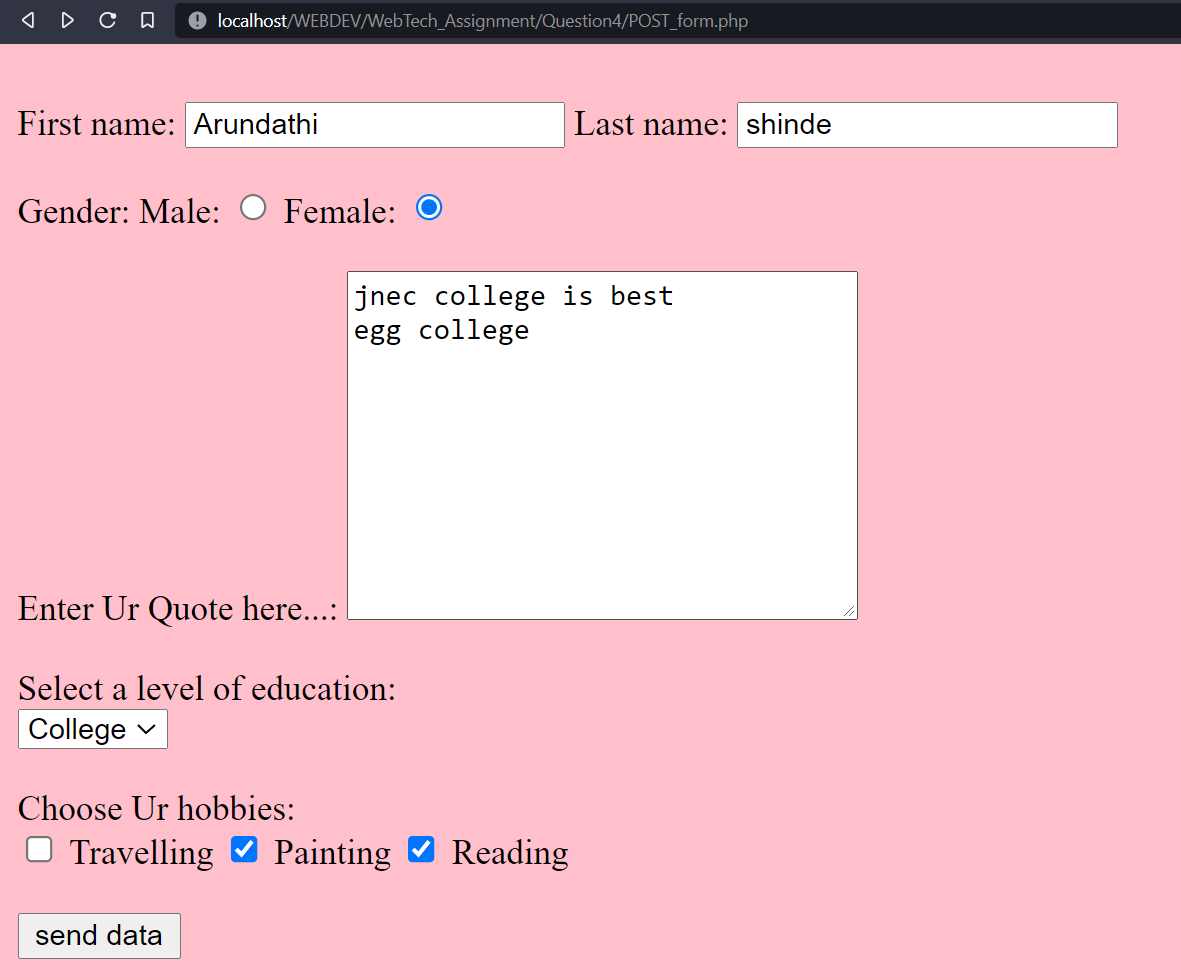 localhost/WEBDEV/WebTech_Assignment/Question4/POST_form.php
First name: Arundathi Last name: shinde
Gender: Male: Female:
jnec college is best
egg college
Enter Ur Quote here...:
Select a level of education:
College
Choose Ur hobbies:
Travelling Painting Reading
send data